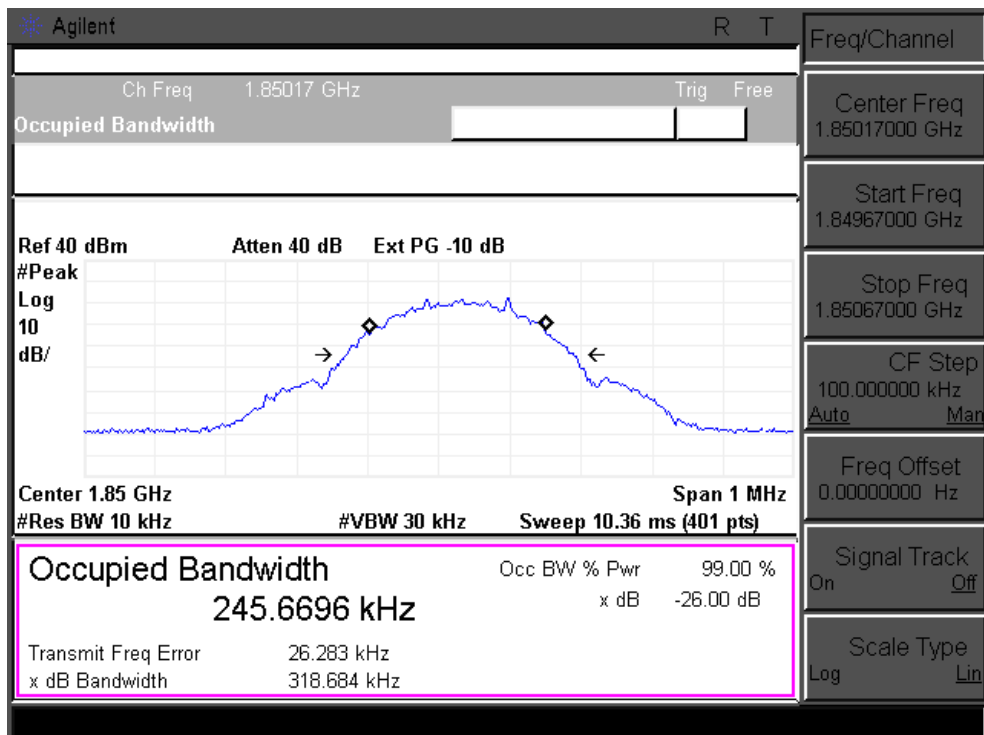 Agilent
R T
Freq/Channel
Ch Freq 1.85017 GHz
Trig Free
Occupied Bandwidth
Center Freq
1.85017000 GHz
Start Freq
1.84967000 GHz
Stop Freq
1.85067000 GHz
CF Step
100.000000 kHz
Auto Man
Freq Offset
0.00000000 Hz
Signal Track
On Off
Scale Type
Log Lin
Ref 40 dBm Atten 40 dB Ext PG -10 dB
#Peak
Log
10
dB/
Center 1.85 GHz Span 1 MHz
#Res BW 10 kHz #VBW 30 kHz Sweep 10.36 ms (401 pts)
Occupied Bandwidth
245.6696 kHz
Occ BW % Pwr 99.00 %
x dB -26.00 dB
Transmit Freq Error 26.283 kHz
x dB Bandwidth 318.684 kHz